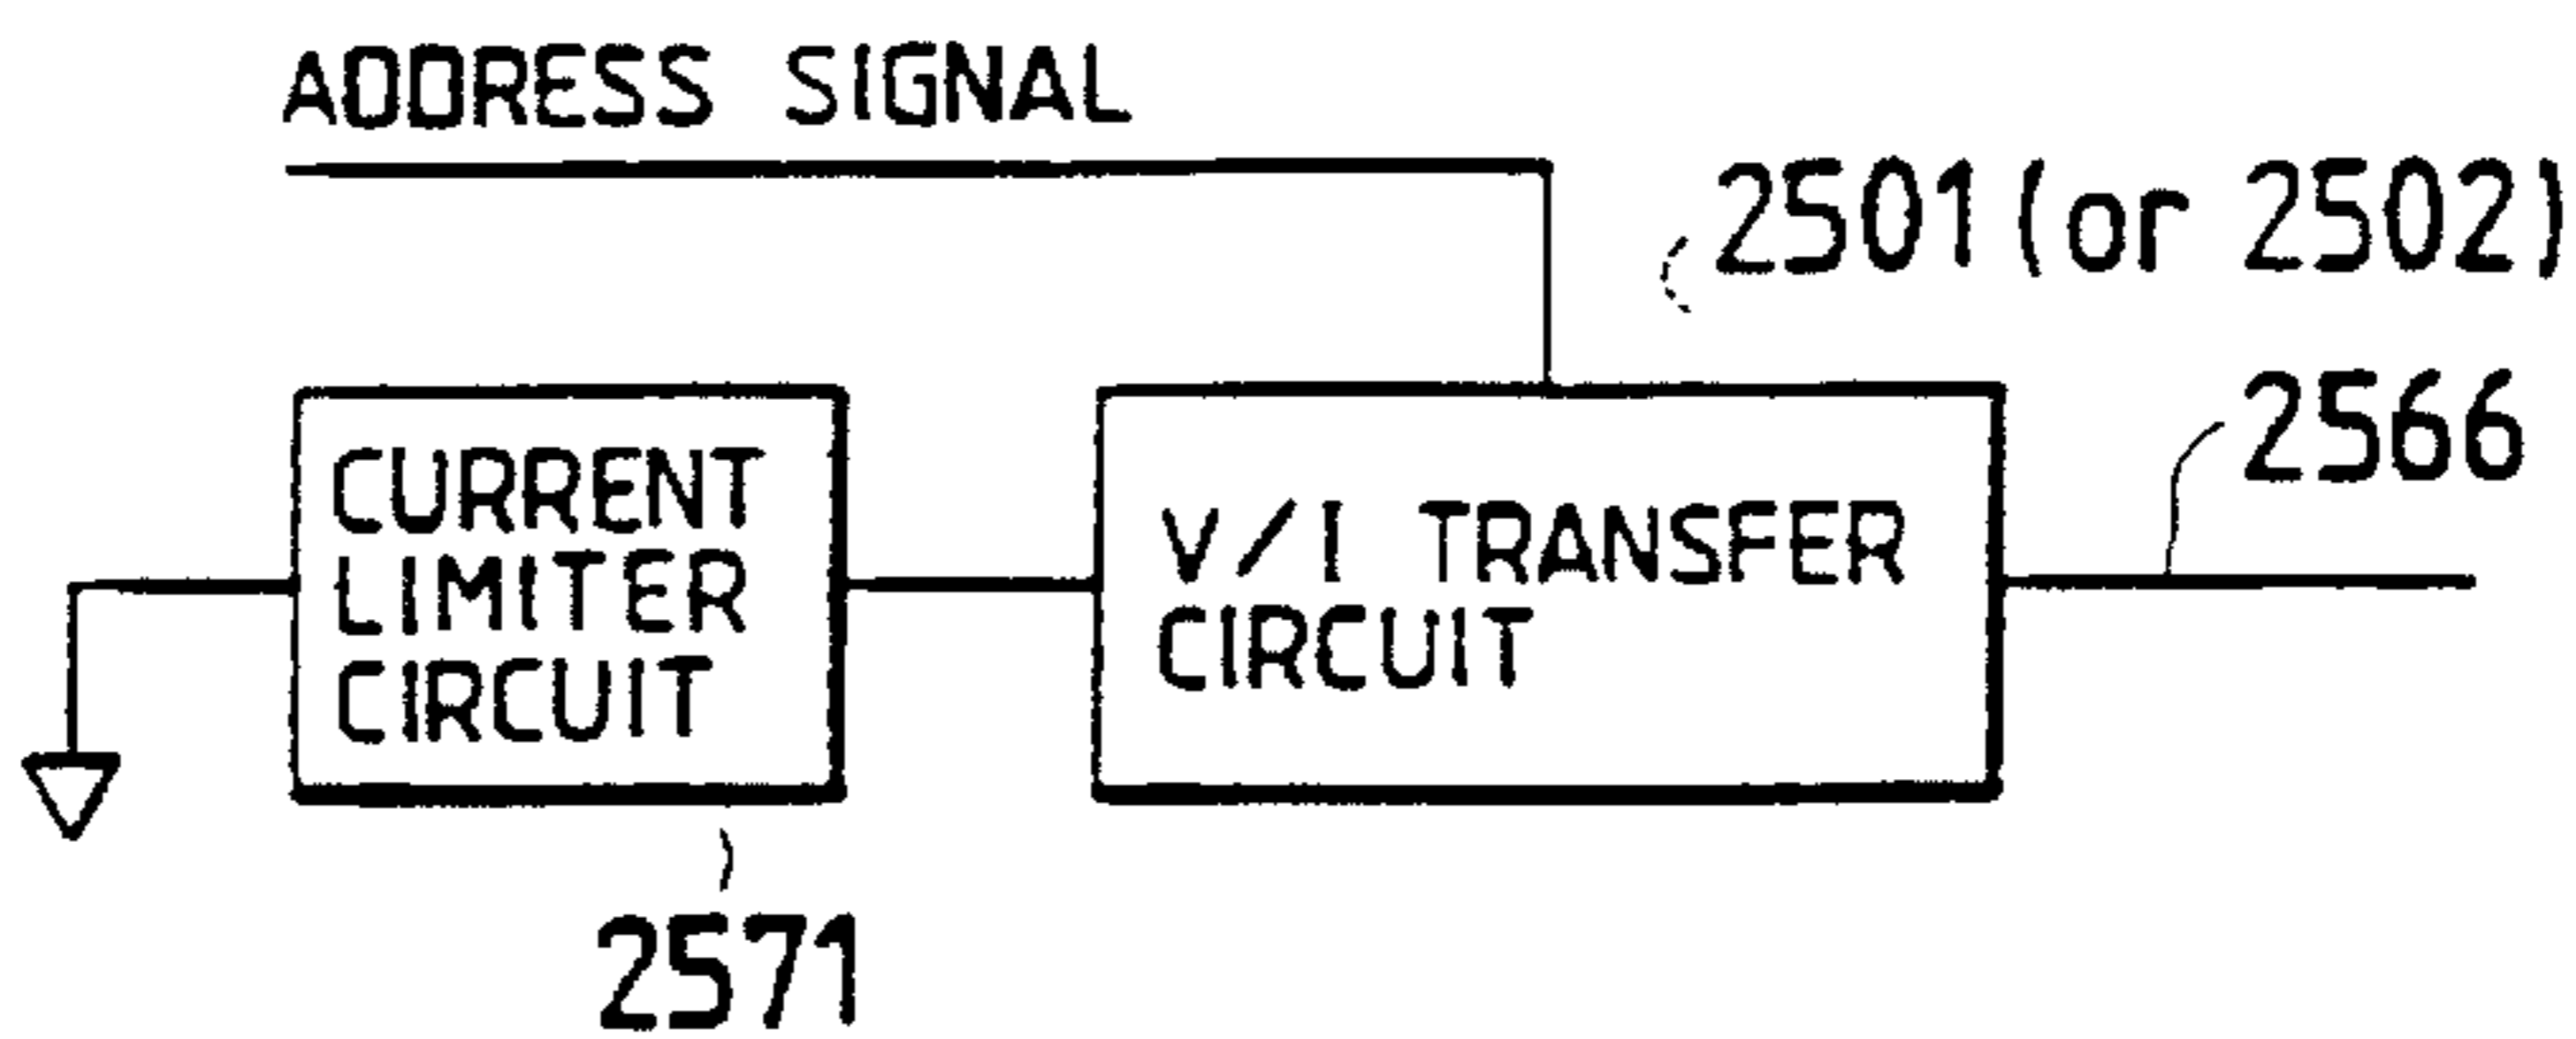 ADDRESS SIGNAL
2501 (or 2502)
2566
CURRENT
LIMITER
CIRCUIT
V/I TRANSFER
CIRCUIT
2571